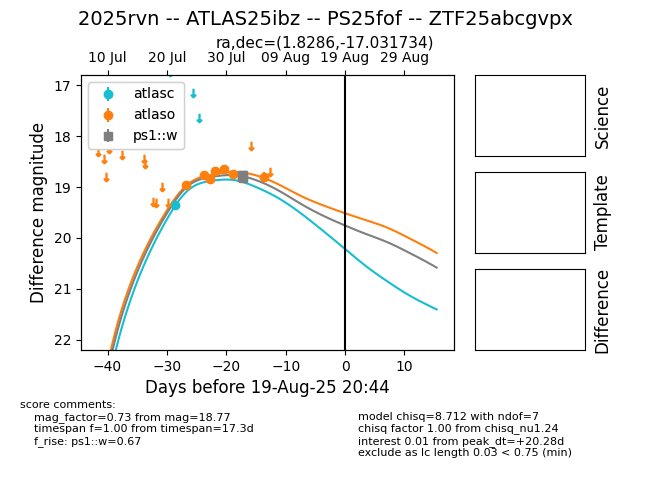 2025rvn -- ATLAS25ibz -- PS25fof -- ZTF25abcgvpx
ra,dec=(1.8286,-17.031734)
10 Jul 20 Jul 30 Jul 09 Aug 19 Aug 29 Aug
atlasc
atlaso
ps1::w
17
18
19
20
21
22
Difference magnitude
−40 −30 −20 −10 0 10
Days before 19-Aug-25 20:44
Science
Template
Difference
score comments:
mag_factor=0.73 from mag=18.77
timespan f=1.00 from timespan=17.3d
f_rise: ps1::w=0.67
model chisq=8.712 with ndof=7
chisq factor 1.00 from chisq_nu1.24
interest 0.01 from peak_dt=+20.28d
exclude as lc length 0.03 < 0.75 (min)